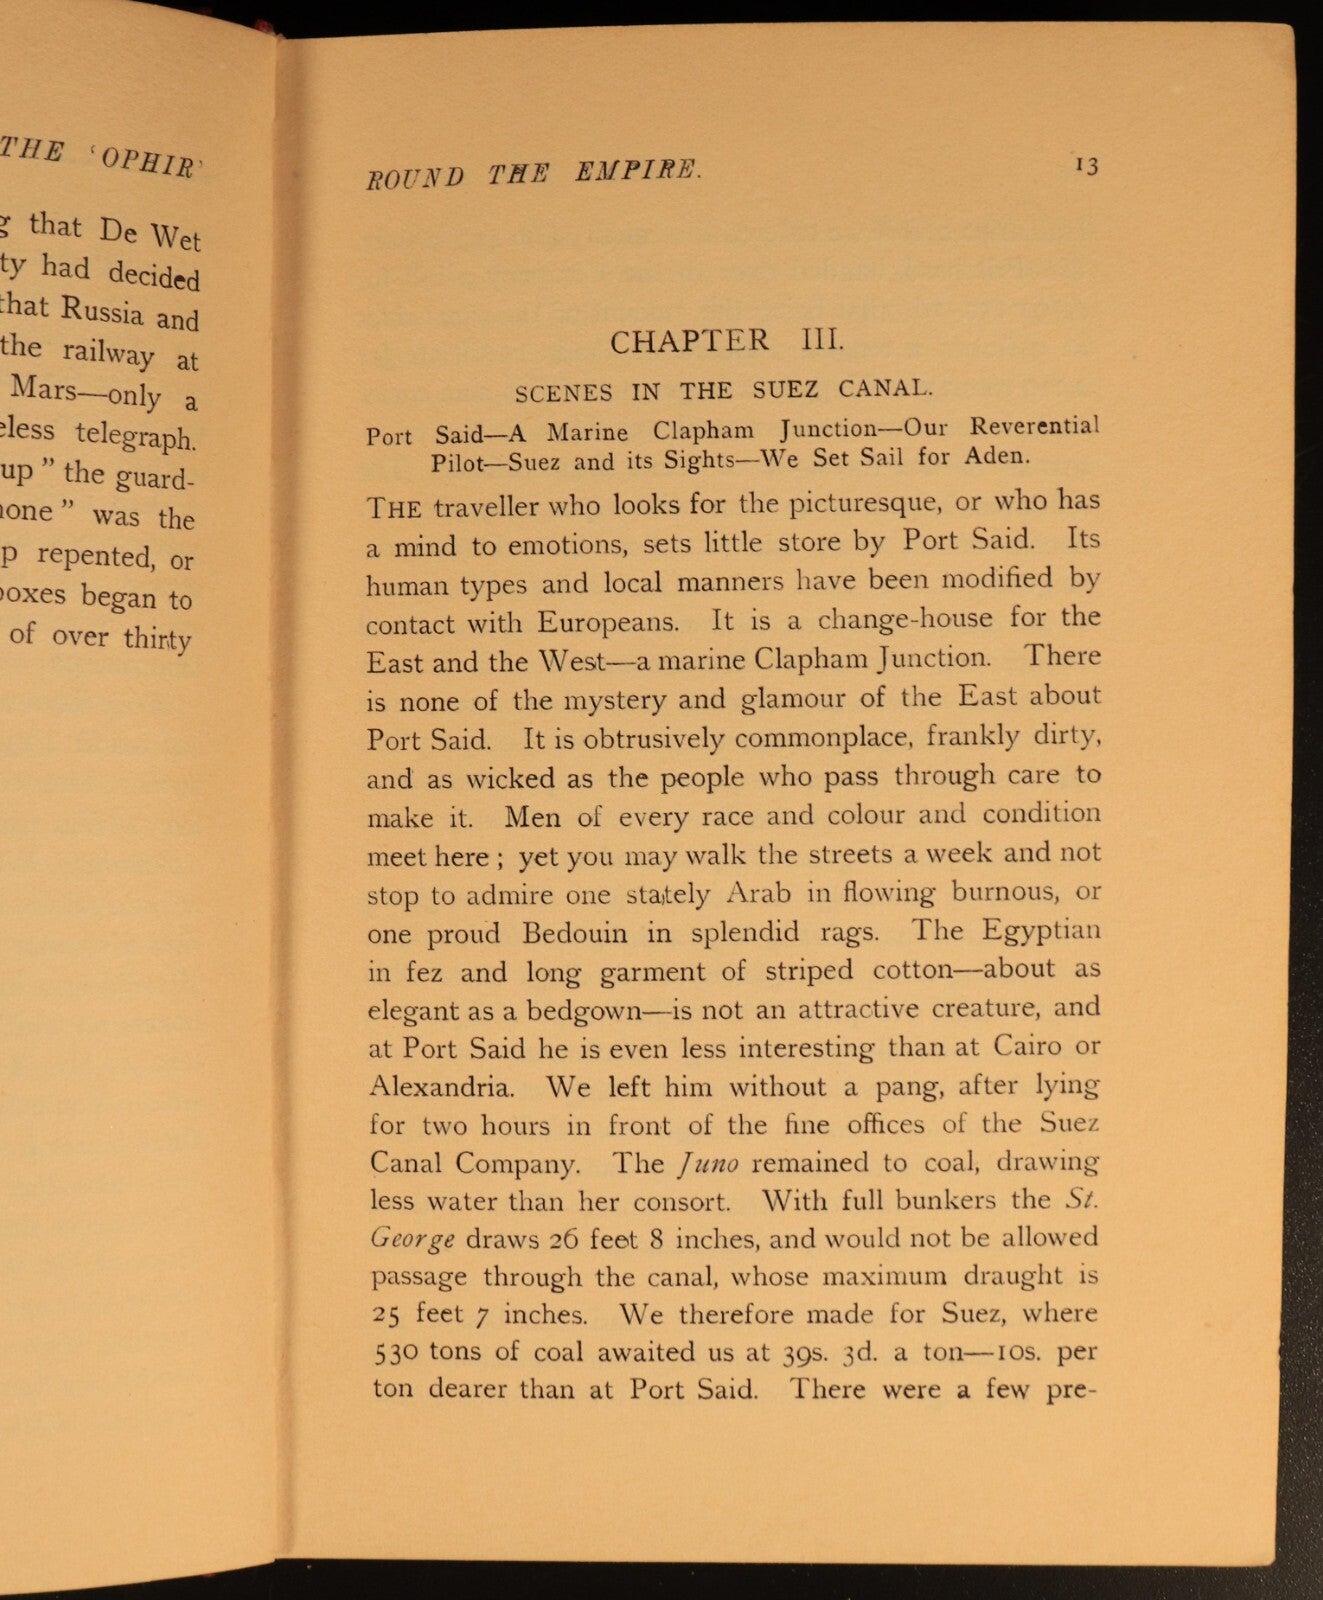 THE 'OPHIR'
that De Wet
ty had decided
that Russia and
the railway at
Mars—only a
eless telegraph.
up " the guard-
one " was the
p repented, or
oxes began to
of over thirty
ROUND THE EMPIRE. 13
CHAPTER III.
SCENES IN THE SUEZ CANAL.
Port Said—A Marine Clapham Junction—Our Reverential
Pilot—Suez and its Sights—We Set Sail for Aden.
THE traveller who looks for the picturesque, or who has
a mind to emotions, sets little store by Port Said. Its
human types and local manners have been modified by
contact with Europeans. It is a change-house for the
East and the West—a marine Clapham Junction. There
is none of the mystery and glamour of the East about
Port Said. It is obtrusively commonplace, frankly dirty,
and as wicked as the people who pass through care to
make it. Men of every race and colour and condition
meet here ; yet you may walk the streets a week and not
stop to admire one stately Arab in flowing burnous, or
one proud Bedouin in splendid rags. The Egyptian
in fez and long garment of striped cotton—about as
elegant as a bedgown—is not an attractive creature, and
at Port Said he is even less interesting than at Cairo or
Alexandria. We left him without a pang, after lying
for two hours in front of the fine offices of the Suez
Canal Company. The Juno remained to coal, drawing
less water than her consort. With full bunkers the St.
George draws 26 feet 8 inches, and would not be allowed
passage through the canal, whose maximum draught is
25 feet 7 inches. We therefore made for Suez, where
530 tons of coal awaited us at 39s. 3d. a ton—10s. per
ton dearer than at Port Said. There were a few pre-